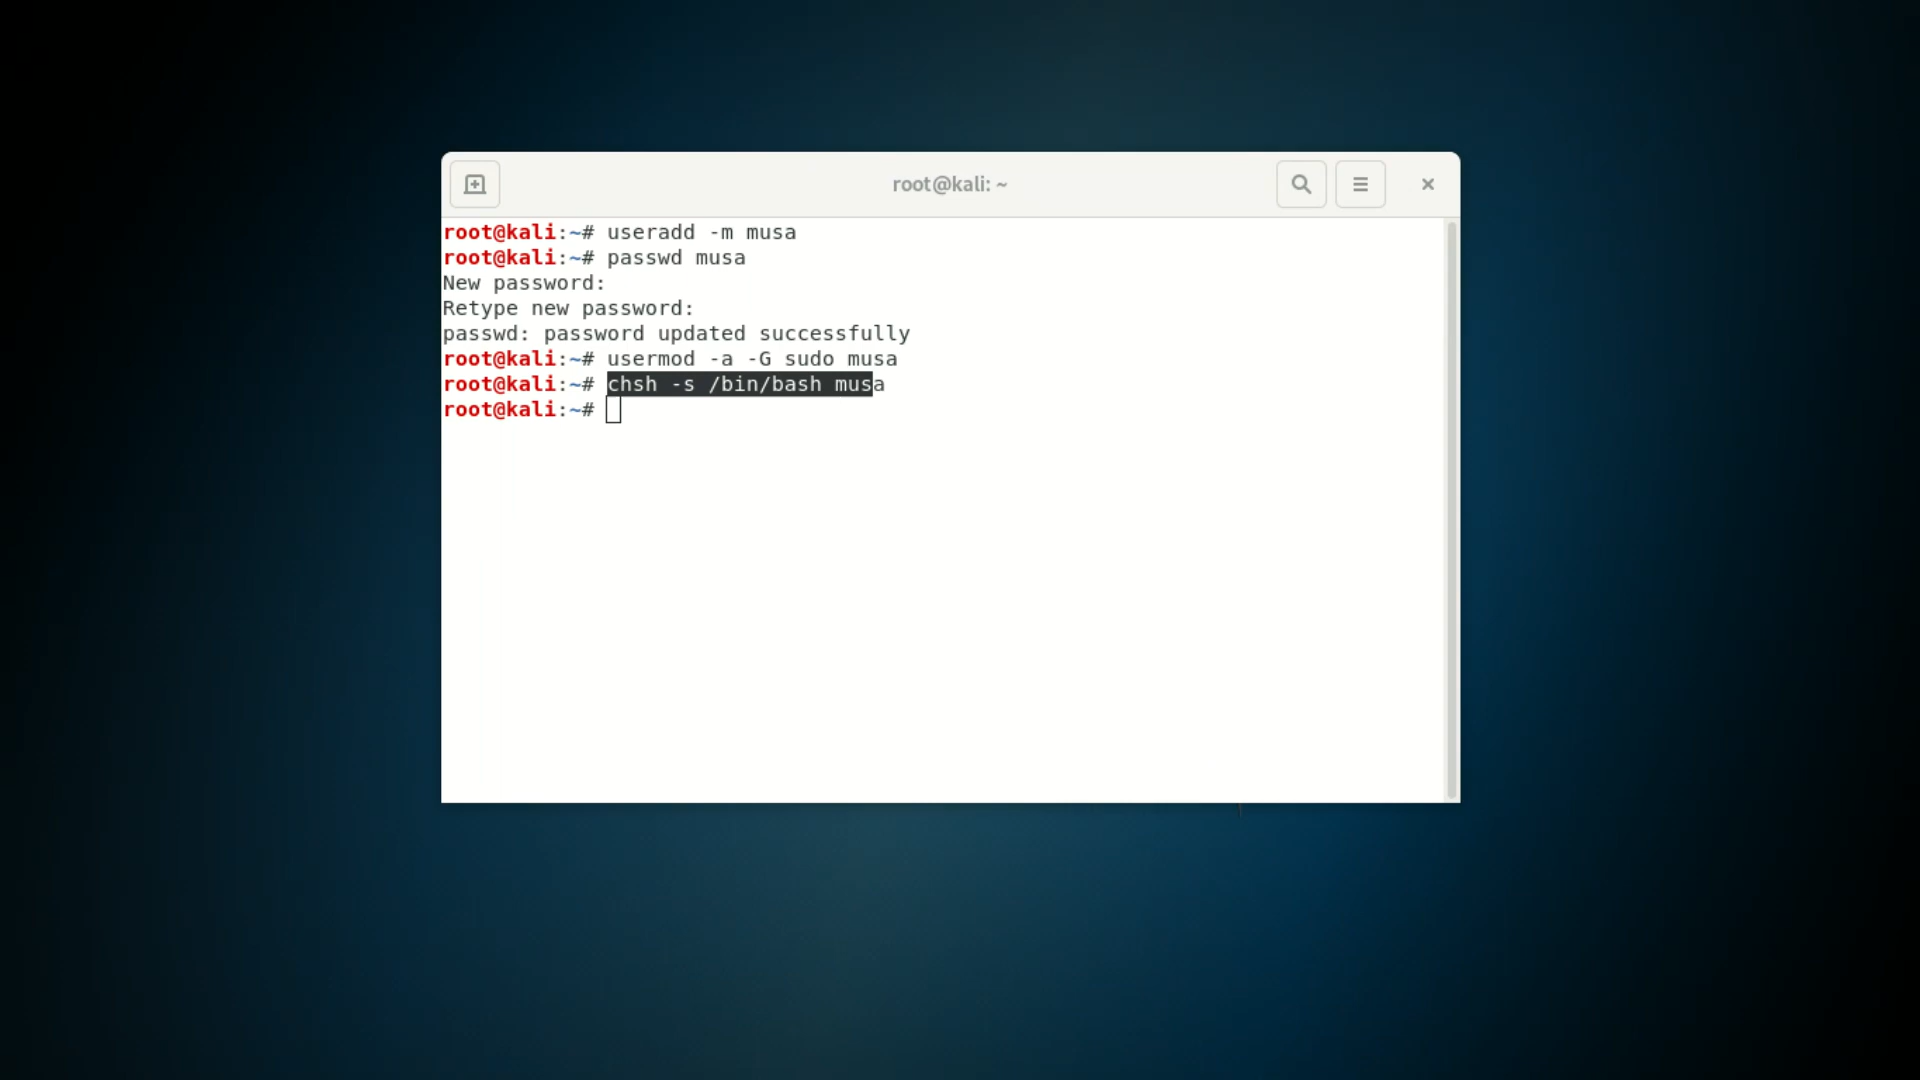 root@kali: ~
root@kali:~# useradd -m musa
root@kali:~# passwd musa
New password:
Retype new password:
passwd: password updated successfully
root@kali:~# usermod -a -G sudo musa
root@kali:~# chsh -s /bin/bash musa
root@kali:~#